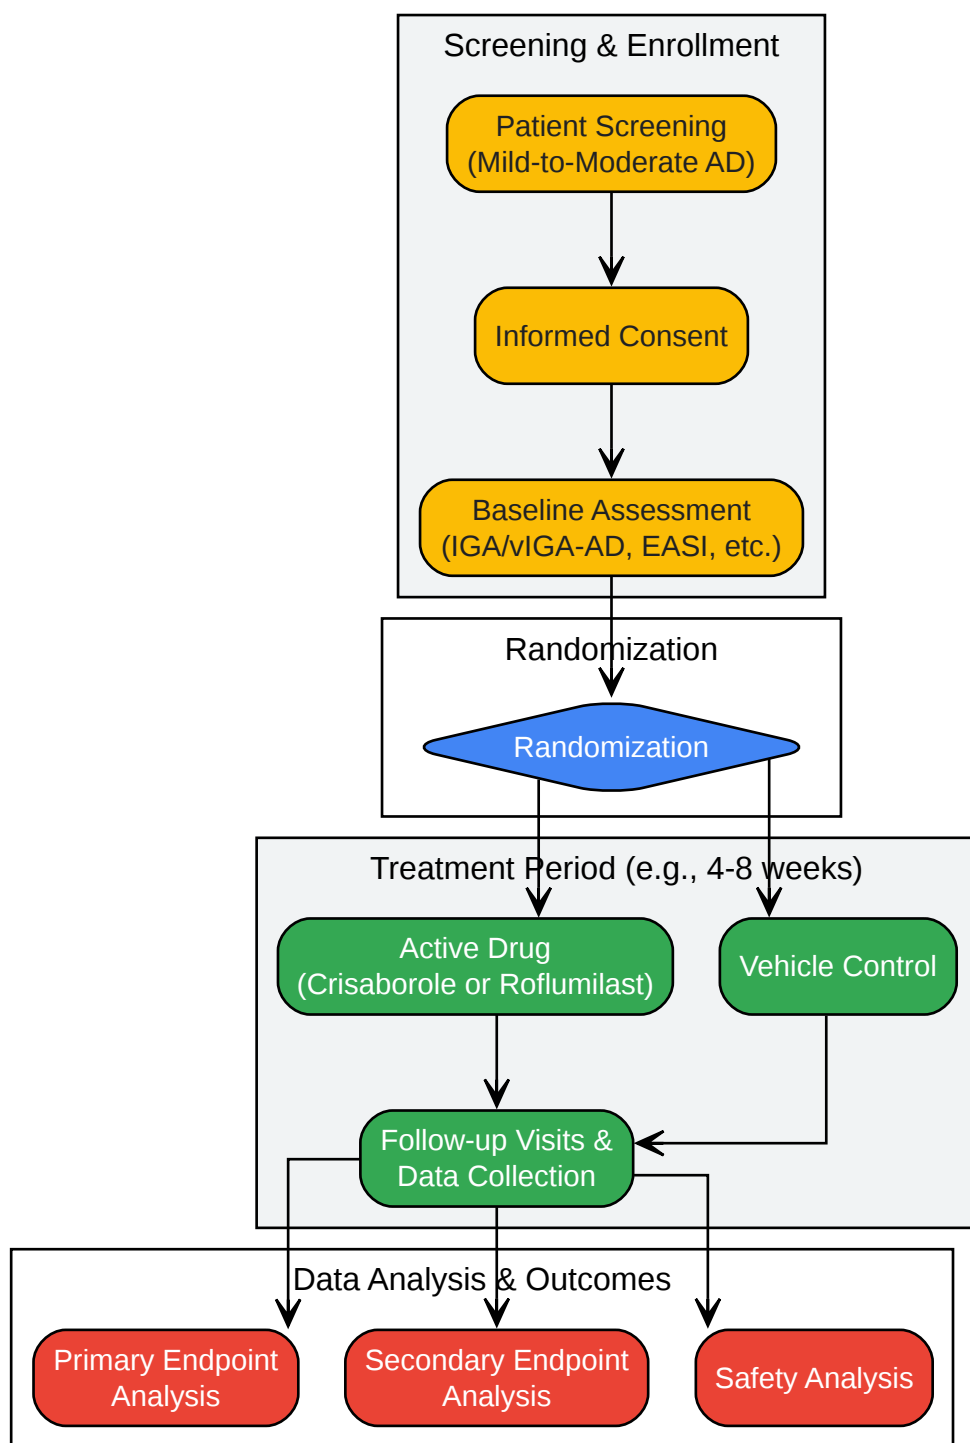 Screening & Enrollment
Patient Screening
(Mild-to-Moderate AD)
Informed Consent
Baseline Assessment
(IGA/vIGA-AD, EASI, etc.)
Randomization
Randomization
Treatment Period (e.g., 4-8 weeks)
Active Drug
(Crisaborole or Roflumilast)
Vehicle Control
Follow-up Visits &
Data Collection
Data Analysis & Outcomes
Primary Endpoint
Analysis
Secondary Endpoint
Analysis
Safety Analysis